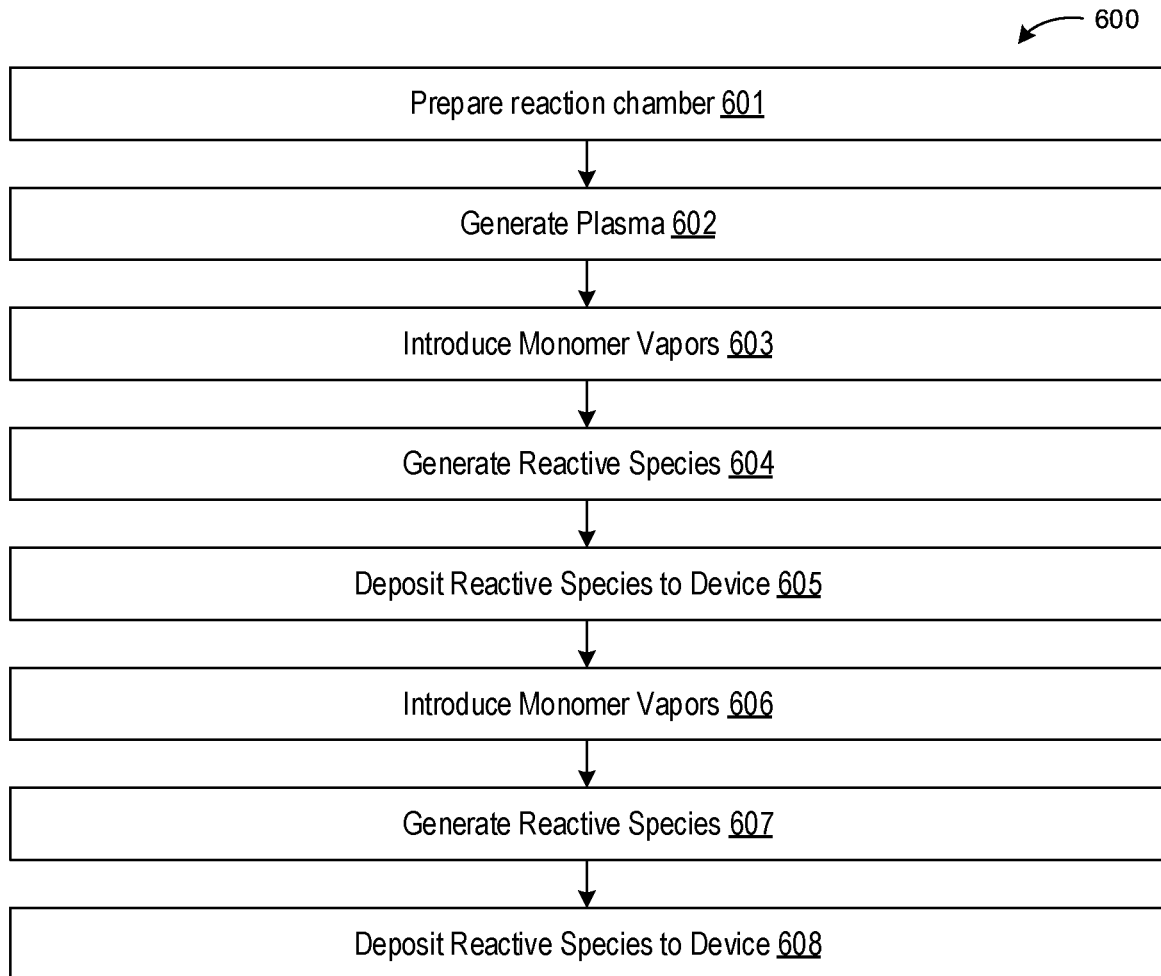 600
Prepare reaction chamber 601
Generate Plasma 602
Introduce Monomer Vapors 603
Generate Reactive Species 604
Deposit Reactive Species to Device 605
Introduce Monomer Vapors 606
Generate Reactive Species 607
Deposit Reactive Species to Device 608